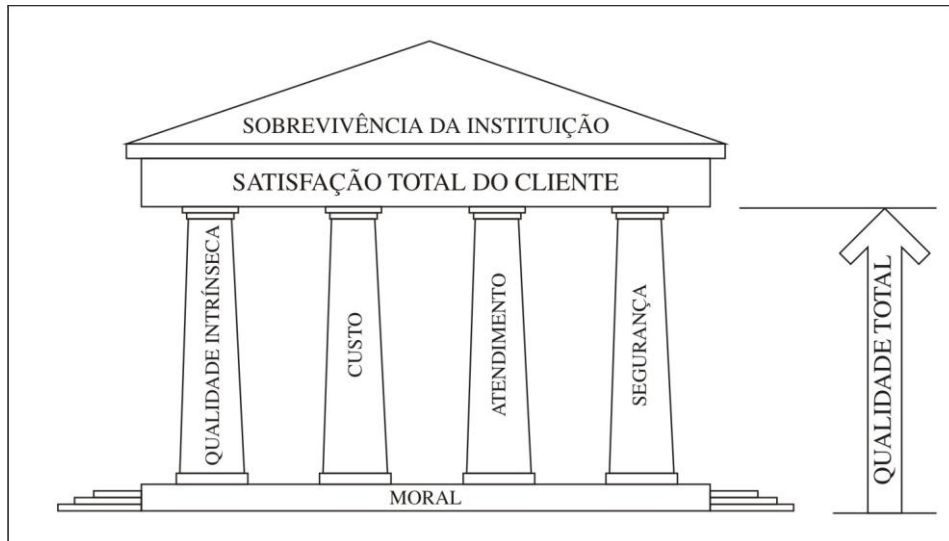 SOBREVIVÊNCIA DA INSTITUIÇÃO
SATISFAÇÃO TOTAL DO CLIENTE
QUALIDADE INTRÍNSECA
CUSTO
ATENDIMENTO
SEGURANÇA
QUALIDADE TOTAL
MORAL